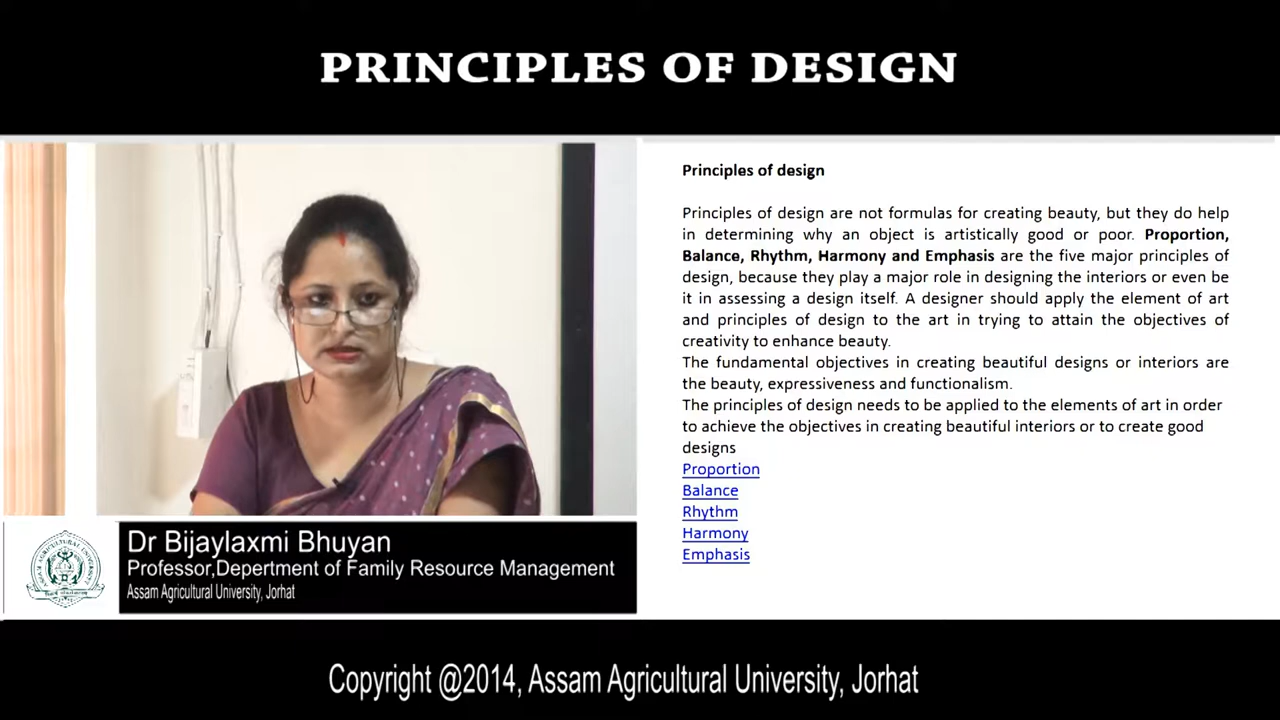 PRINCIPLES OF DESIGN
Principles of design
Principles of design are not formulas for creating beauty, but they do help
in determining why an object is artistically good or poor. Proportion,
Balance, Rhythm, Harmony and Emphasis are the five major principles of
design, because they play a major role in designing the interiors or even be
it in assessing a design itself. A designer should apply the element of art
and principles of design to the art in trying to attain the objectives of
creativity to enhance beauty.
The fundamental objectives in creating beautiful designs or interiors are
the beauty, expressiveness and functionalism.
The principles of design needs to be applied to the elements of art in order
to achieve the objectives in creating beautiful interiors or to create good
designs
Proportion
Balance
Rhythm
Harmony
Emphasis
Dr Bijaylaxmi Bhuyan
Professor,Depertment of Family Resource Management
Assam Agricultural University, Jorhat
Copyright @2014, Assam Agricultural University, Jorhat